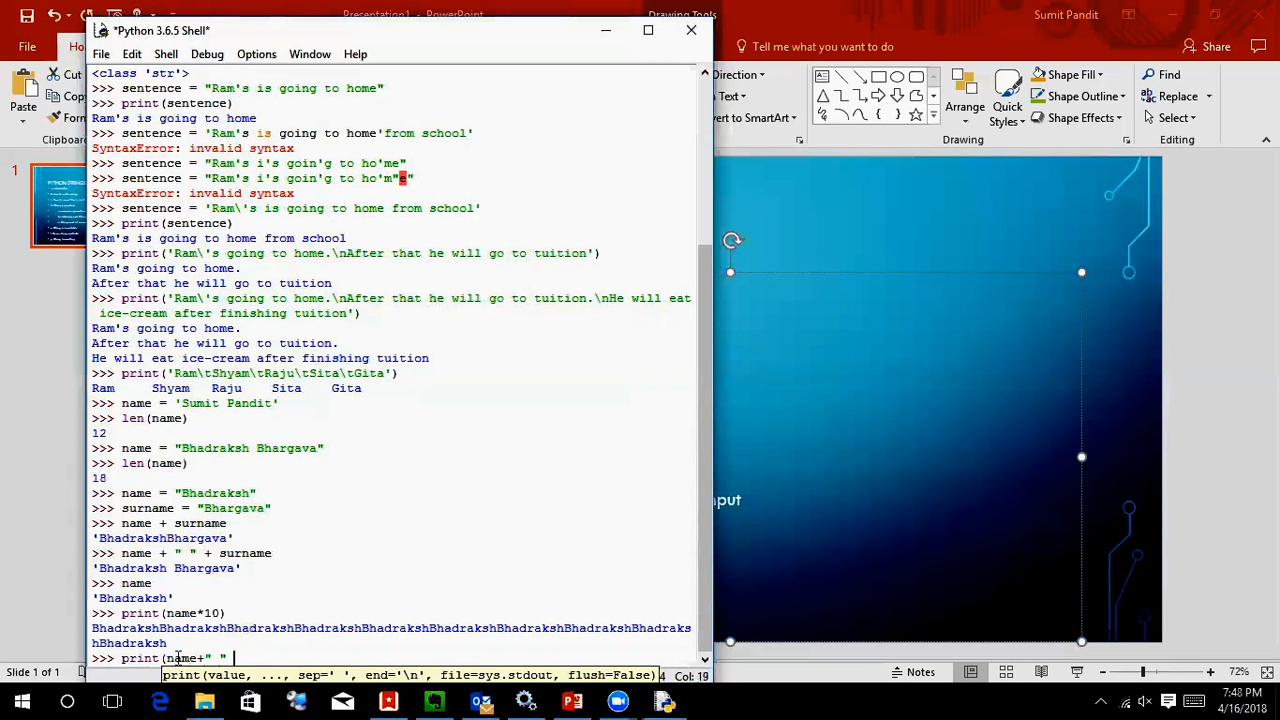 Presentation1 - PowerPoint
Drawing Tools
Sumit Pandit
*Python 3.6.5 Shell*
File
Ho
Tell me what you want to do
Share
File Edit Shell Debug Options Window Help
Paste
Cut
Copy
Form
Clipboard
Direction
Text
vert to SmartArt
Arrange
Quick
Styles
Shape Fill
Shape Outline
Shape Effects
Find
Replace
Select
Editing
Drawing
1
<class 'str'>
>>> sentence = "Ram's is going to home"
>>> print(sentence)
Ram's is going to home
>>> sentence = 'Ram's is going to home'from school'
SyntaxError: invalid syntax
>>> sentence = "Ram's i's goin'g to ho'me"
>>> sentence = "Ram's i's goin'g to ho'm"e"
SyntaxError: invalid syntax
>>> sentence = 'Ram\'s is going to home from school'
>>> print(sentence)
Ram's is going to home from school
>>> print('Ram\'s going to home.\nAfter that he will go to tuition')
Ram's going to home.
After that he will go to tuition
>>> print('Ram\'s going to home.\nAfter that he will go to tuition.\nHe will eat
ice-cream after finishing tuition')
Ram's going to home.
After that he will go to tuition.
He will eat ice-cream after finishing tuition
>>> print('Ram\tShyam\tRaju\tSita\tGita')
Ram Shyam Raju Sita Gita
>>> name = 'Sumit Pandit'
>>> len(name)
12
>>> name = "Bhadraksh Bhargava"
>>> len(name)
18
>>> name = "Bhadraksh"
>>> surname = "Bhargava"
>>> name + surname
'BhadrakshBhargava'
>>> name + " " + surname
'Bhadraksh Bhargava'
>>> name
'Bhadraksh'
>>> print(name*10)
BhadrakshBhadrakshBhadrakshBhadrakshBhadrakshBhadrakshBhadrakshBhadrakshBhadraks
hBhadraksh
>>> print(name+" "
print(value, ..., sep=' ', end='\n', file=sys.stdout, flush=False)
4 Col: 19
nput
Slide 1 of 1
Notes
72%
7:48 PM
4/16/2018